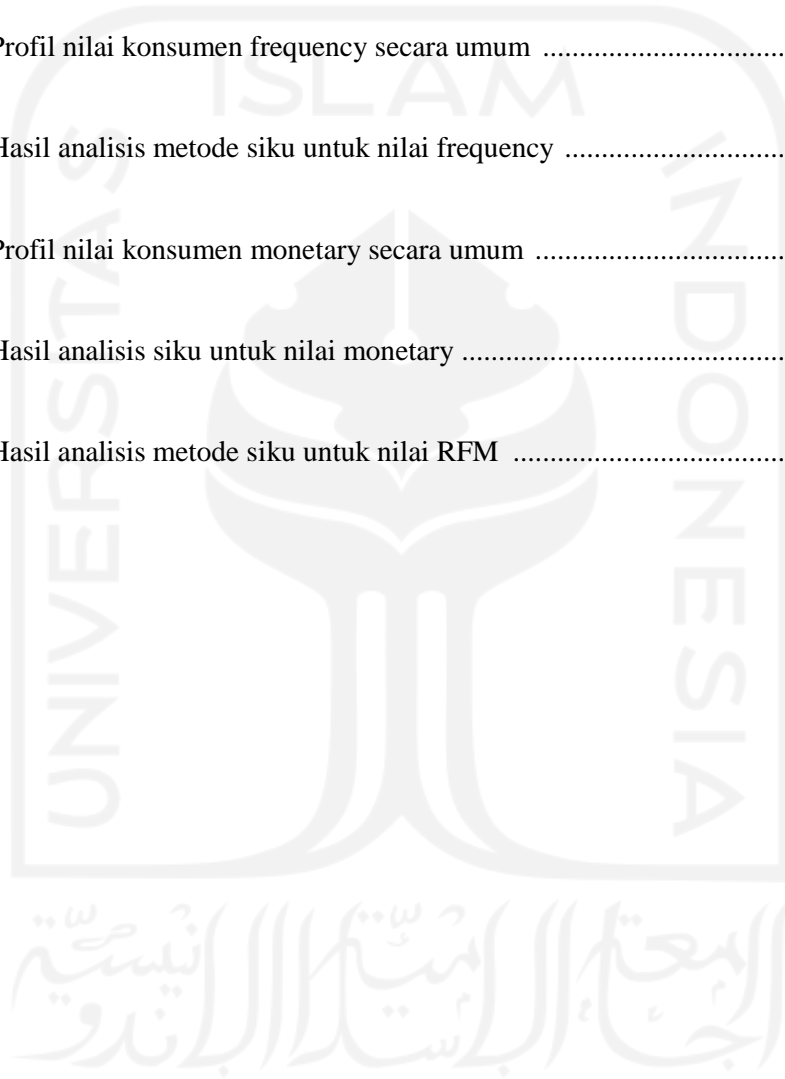 Profil nilai konsumen frequency secara umum ................................
Hasil analisis metode siku untuk nilai frequency .............................
Profil nilai konsumen monetary secara umum .................................
Hasil analisis siku untuk nilai monetary ...........................................
Hasil analisis metode siku untuk nilai RFM ....................................
UNIVERSITAS
ISLAM
INDONESIA